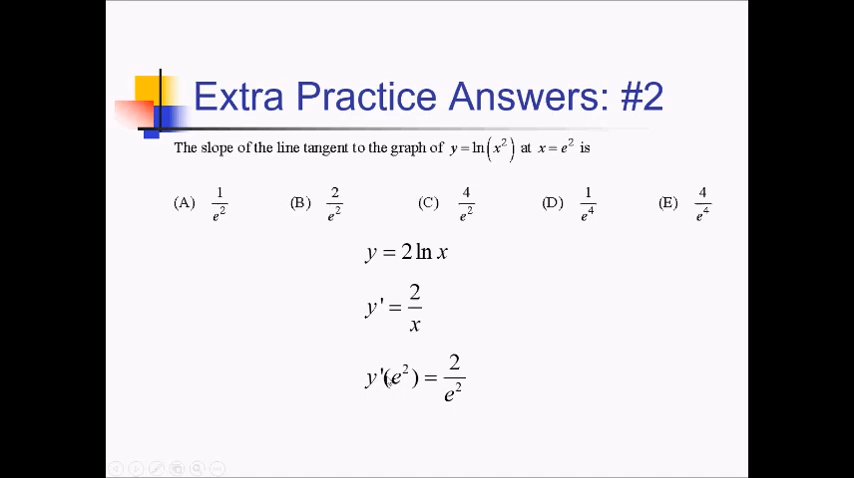 Extra Practice Answers: #2
The slope of the line tangent to the graph of y = ln(x²) at x = e² is
(A) 1/e² (B) 2/e² (C) 4/e² (D) 1/e⁴ (E) 4/e⁴
y = 2 ln x
y' = 2/x
y'(e²) = 2/e²